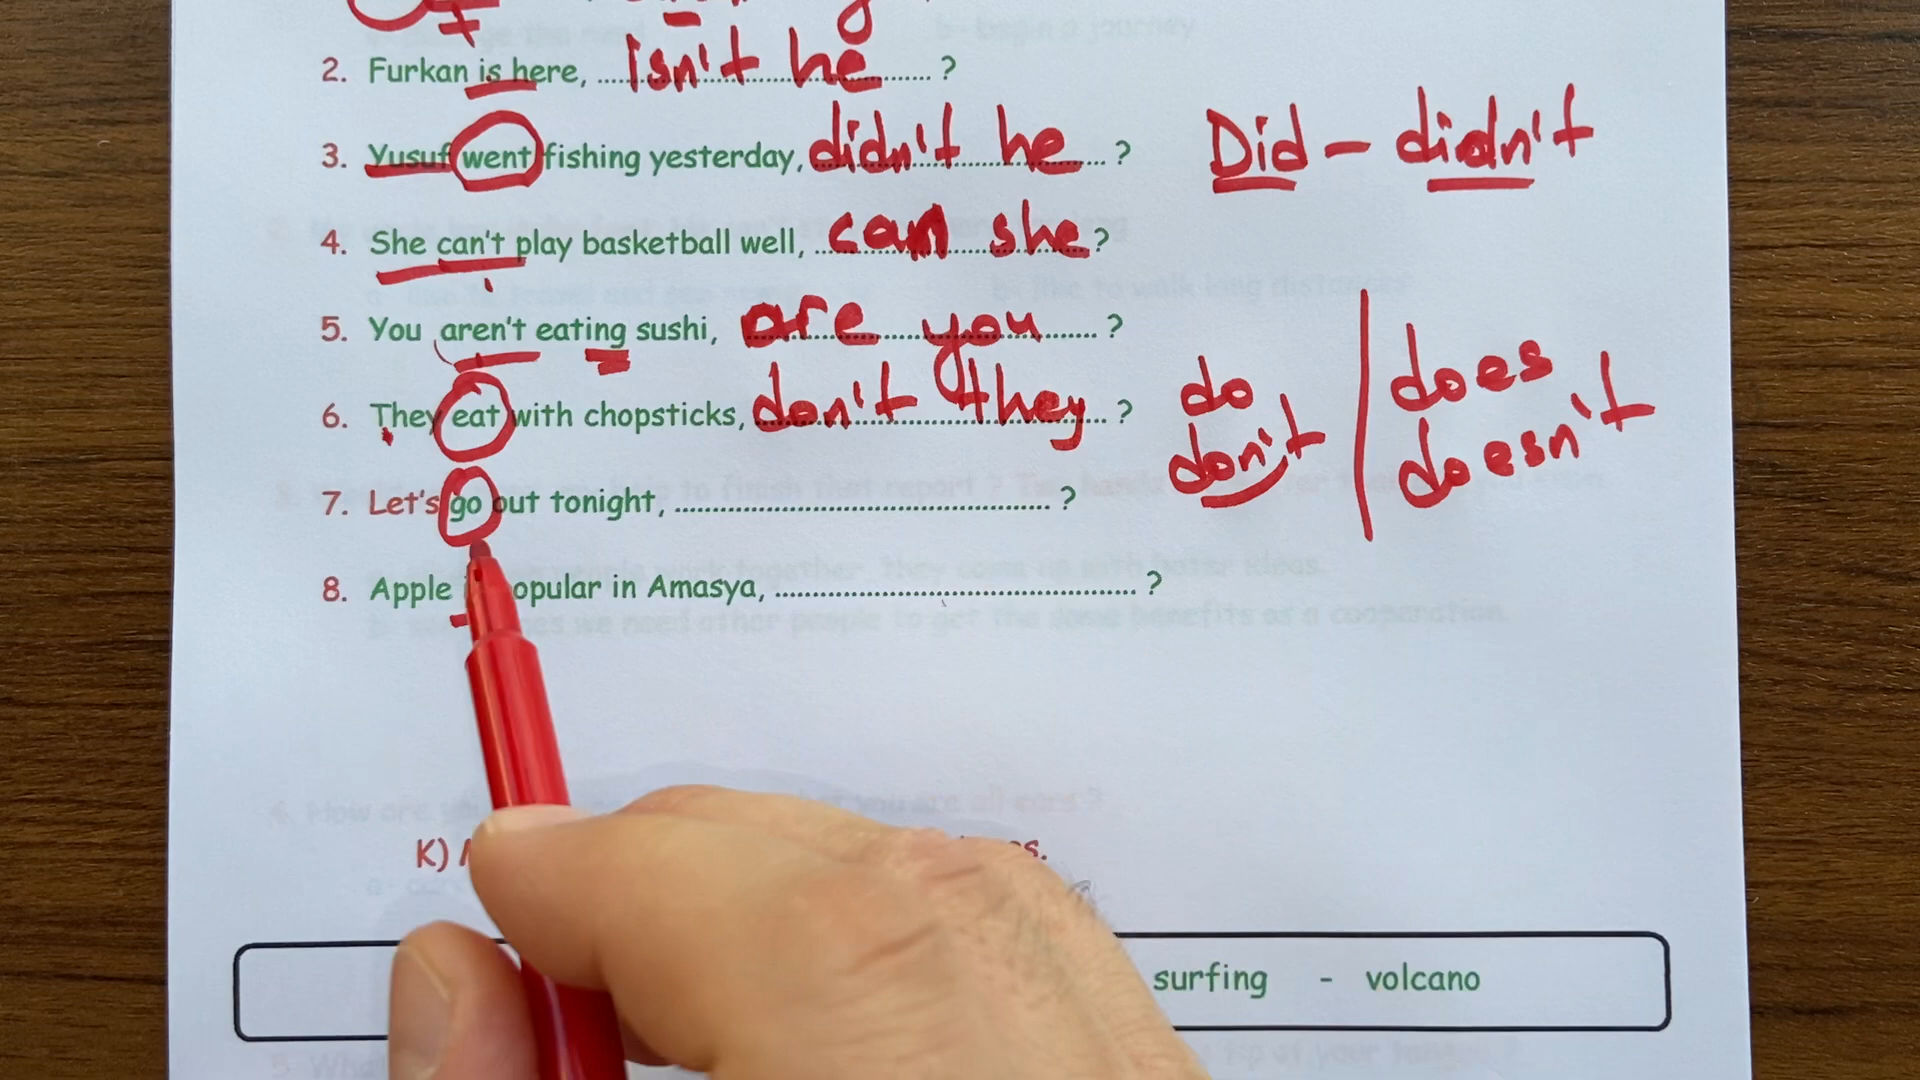 2. Furkan is here, isn't he ?
3. Yusuf went fishing yesterday, didn't he ? Did - didn't
4. She can't play basketball well, can she ?
5. You aren't eating sushi, are you ?
6. They eat with chopsticks, don't they ? do does
don't doesn't
7. Let's go out tonight, ?
8. Apple opular in Amasya, ?
K)
surfing - volcano